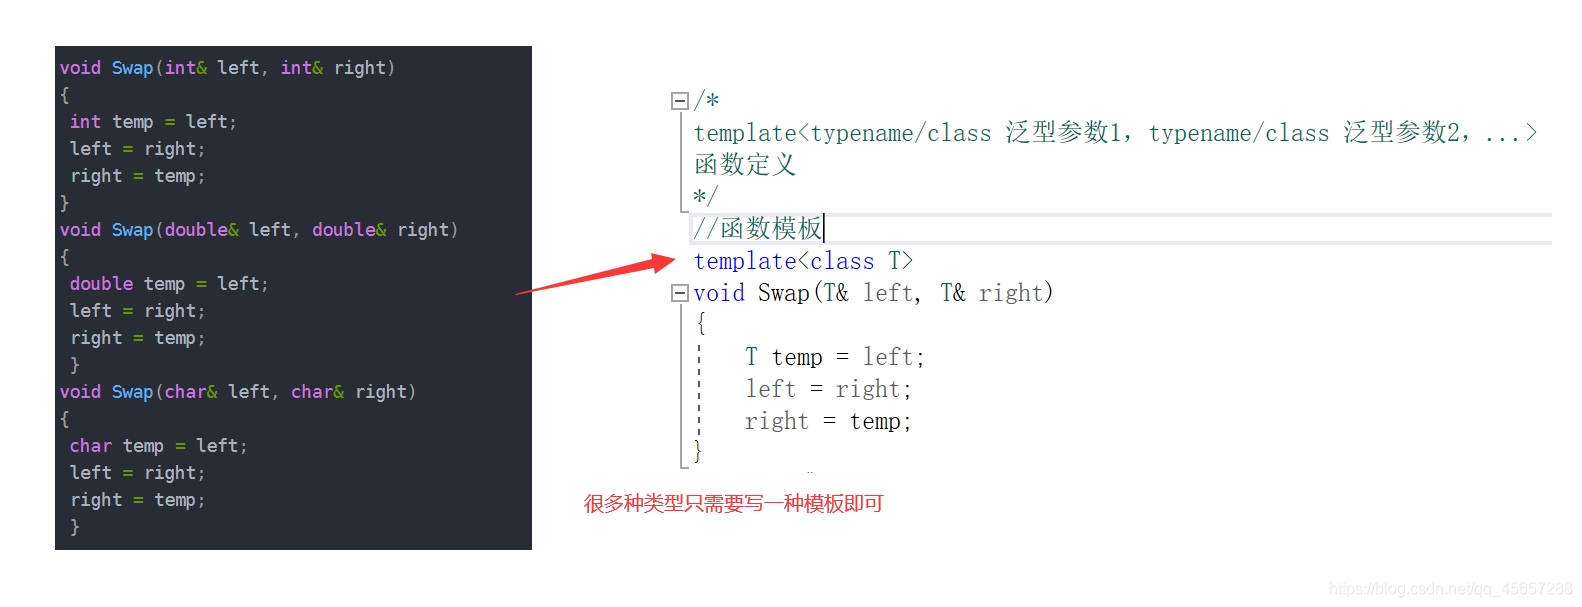 void Swap(int& left, int& right)
{
int temp = left;
left = right;
right = temp;
}
void Swap(double& left, double& right)
{
double temp = left;
left = right;
right = temp;
}
void Swap(char& left, char& right)
{
char temp = left;
left = right;
right = temp;
}
/*
template<typename/class 泛型参数1, typename/class 泛型参数2, ...>
函数定义
*/
//函数模板
template<class T>
void Swap(T& left, T& right)
{
T temp = left;
left = right;
right = temp;
}
很多种类型只需要写一种模板即可
https://blog.csdn.net/qq_45657288